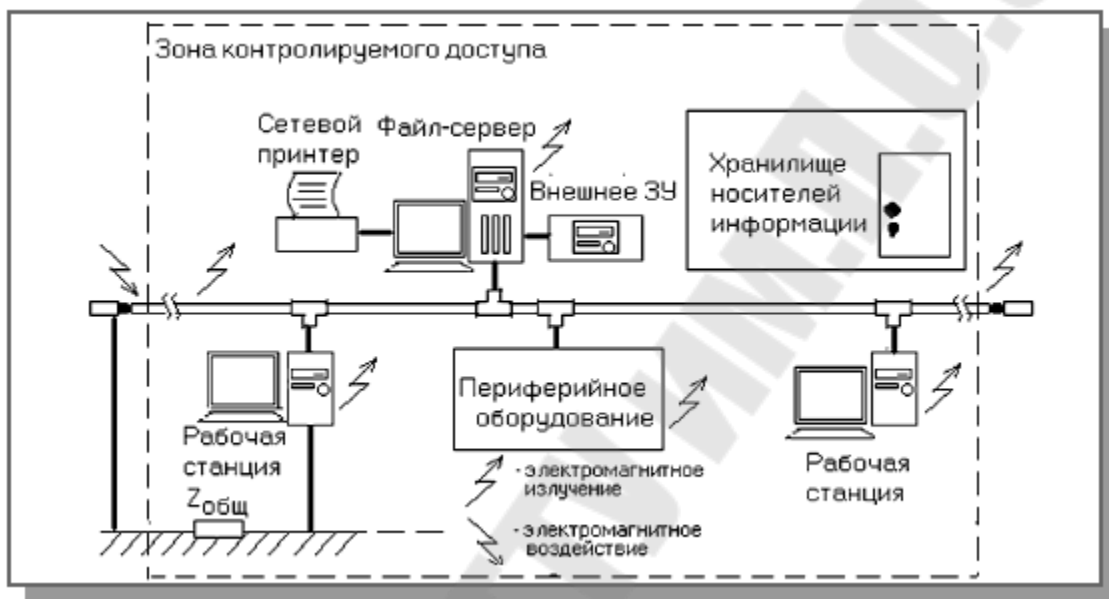 Зона контролируемого доступа
Сетевой
принтер
Файл-сервер
Внешнее ЗУ
Хранилище
носителей
информации
Рабочая
станция
Периферийное
оборудование
Рабочая
станция
Zобщ
- электромагнитное
излучение
- электромагнитное
воздействие